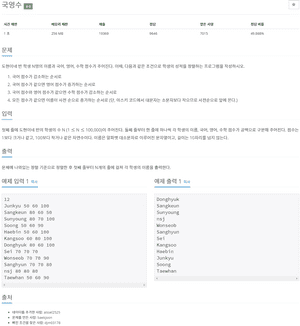 국영수
시간 제한
메모리 제한
제출
정답
맞힌 사람
정답 비율
1 초
256 MB
문제
도현이네 반 학생 N명의 이름과 국어, 영어, 수학 점수가 주어진다. 이때, 다음과 같은 조건으로 학생의 성적을 정렬하는 프로그램을 작성하시오.
1. 국어 점수가 감소하는 순서로
2. 국어 점수가 같으면 영어 점수가 증가하는 순서로
3. 국어 점수와 영어 점수가 같으면 수학 점수가 감소하는 순서로
4. 모든 점수가 같으면 이름이 사전 순으로 증가하는 순서로 (단, 아스키 코드에서 대문자는 소문자보다 작으므로 사전순으로 앞에 온다.)
입력
첫째 줄에 도현이네 반의 학생의 수 N (1 ≤ N ≤ 100,000)이 주어진다. 둘째 줄부터 한 줄에 하나씩 각 학생의 이름, 국어, 영어, 수학 점수가 공백으로 구분해 주어진다. 점수는
1보다 크거나 같고, 100보다 작거나 같은 자연수이다. 이름은 알파벳 대소문자로 이루어진 문자열이고, 길이는 10자리를 넘지 않는다.
출력
문제에 나와있는 정렬 기준으로 정렬한 후 첫째 줄부터 N개의 줄에 걸쳐 각 학생의 이름을 출력한다.
예제 입력 1
12
Junkyu 50 60 100
Sangkeun 80 60 50
Sunyoung 80 70 100
Soong 50 60 90
Haebin 50 60 100
Kangsoo 60 80 100
Donghyuk 80 60 100
Sei 70 70 70
Wonseob 70 70 90
Sanghyun 70 70 80
nsj 80 80 80
Taewhan 50 60 90
예제 출력 1
Donghyuk
Sangkeun
Sunyoung
nsj
Wonseob
Sanghyun
Sei
Kangsoo
Haebin
Junkyu
Soong
Taewhan
출처